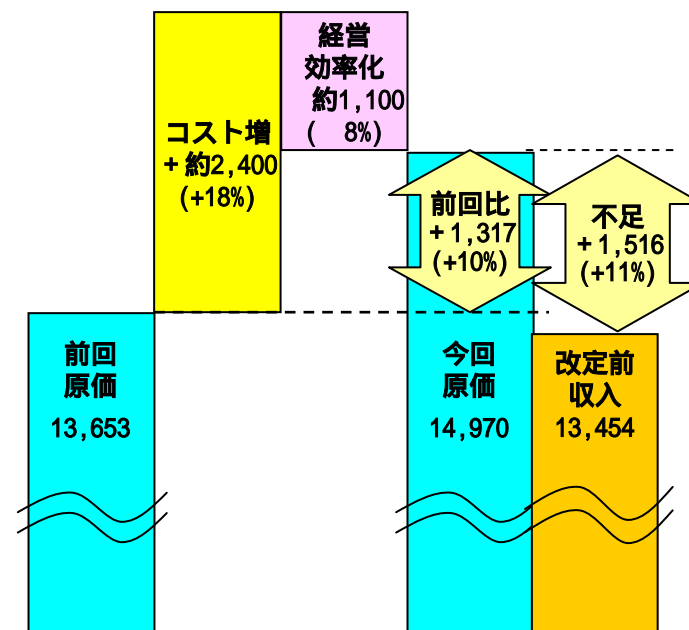 経営
効率化
約1,100
(　8%)
コスト増
+約2,400
(+18%)
前回比
+1,317
(+10%)
不足
+1,516
(+11%)
前回
原価
13,653
今回
原価
14,970
改定前
収入
13,454